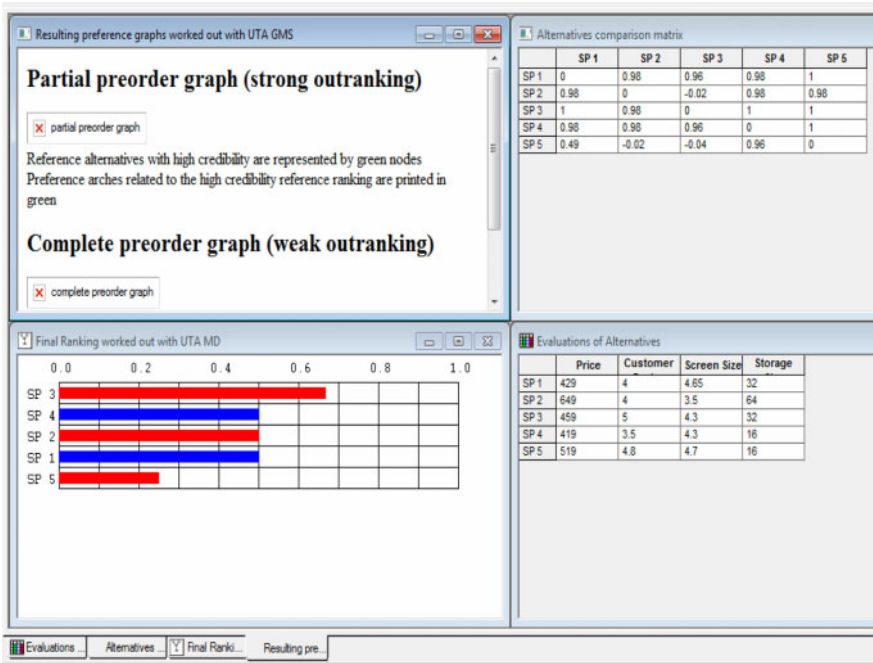 Resulting preference graphs worked out with UTA GMS
Partial preorder graph (strong outranking)
partial preorder graph
Reference alternatives with high credibility are represented by green nodes
Preference arches related to the high credibility reference ranking are printed in
green
Complete preorder graph (weak outranking)
complete preorder graph
Alternatives comparison matrix
SP 1 SP 2 SP 3 SP 4 SP 5
SP 1 0 0.98 0.96 0.98 1
SP 2 0.98 0 -0.02 0.98 0.98
SP 3 1 0.98 0 1 1
SP 4 0.98 0.98 0.96 0 1
SP 5 0.49 -0.02 -0.04 0.96 0
Final Ranking worked out with UTA MD
0.0 0.2 0.4 0.6 0.8 1.0
SP 3
SP 4
SP 2
SP 1
SP 5
Evaluations of Alternatives
Price Customer Screen Size Storage
SP 1 429 4 4.65 32
SP 2 649 4 3.5 64
SP 3 459 5 4.3 32
SP 4 419 3.5 4.3 16
SP 5 519 4.8 4.7 16
Evaluations ... Alternatives ... Final Ranki... Resulting pre...